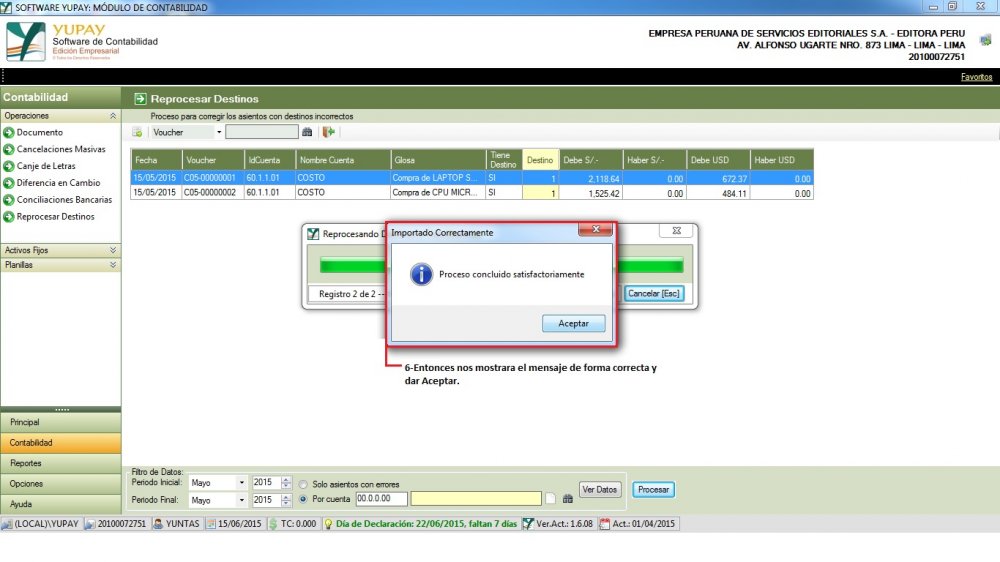 SOFTWARE YUPAY: MÓDULO DE CONTABILIDAD
YUPAY
Software de Contabilidad
Edición Empresarial
© Todos los Derechos Reservados
EMPRESA PERUANA DE SERVICIOS EDITORIALES S.A. - EDITORA PERU
AV. ALFONSO UGARTE NRO. 873 LIMA - LIMA - LIMA
20100072751
Favoritos
Contabilidad
Reprocesar Destinos
Operaciones
Proceso para corregir los asientos con destinos incorrectos
Documento
Voucher
Cancelaciones Masivas
Canje de Letras
Diferencia en Cambio
Conciliaciones Bancarias
Reprocesar Destinos
Activos Fijos
Planillas
Fecha Voucher IdCuenta Nombre Cuenta Glosa Tiene Destino Destino Debe S/.- Haber S/.- Debe USD Haber USD
15/05/2015 C05-00000001 60.1.1.01 COSTO Compra de LAPTOP S... SI 1 2,118.64 0.00 672.37 0.00
15/05/2015 C05-00000002 60.1.1.01 COSTO Compra de CPU MICR... SI 1 1,525.42 0.00 484.11 0.00
Reprocesando D
Importado Correctamente
Proceso concluido satisfactoriamente
Registro 2 de 2 --
Cancelar [Esc]
Aceptar
6-Entonces nos mostrara el mensaje de forma correcta y
dar Aceptar.
Principal
Contabilidad
Reportes
Opciones
Ayuda
Filtro de Datos:
Periodo Inicial: Mayo 2015 Solo asientos con errores
Periodo Final: Mayo 2015 Por cuenta 00.0.0.00
Ver Datos Procesar
(LOCAL)\YUPAY 20100072751 YUNTAS 15/06/2015 TC: 0.000 Día de Declaración: 22/06/2015, faltan 7 días Ver.Act.: 1.6.08 Act.: 01/04/2015